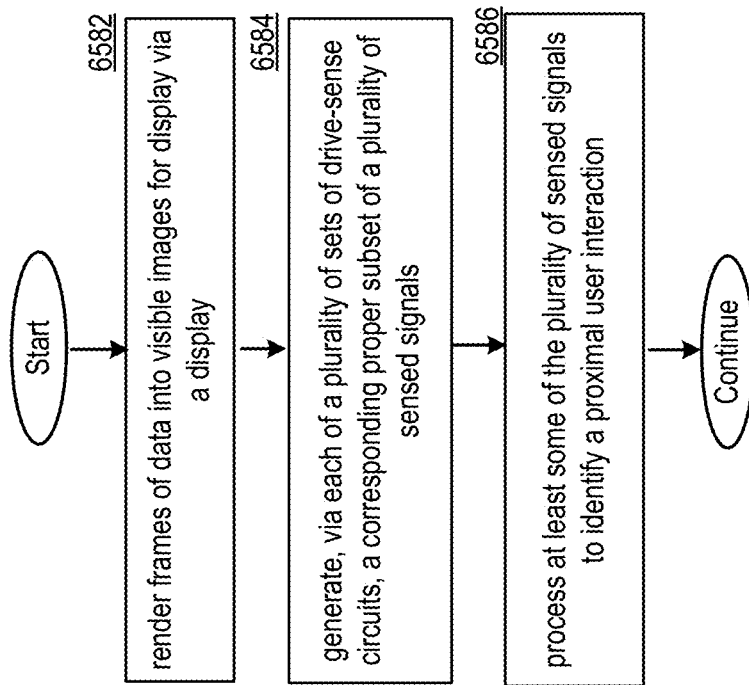 Start
6582
render frames of data into visible images for display via
a display
6584
generate, via each of a plurality of sets of drive-sense
circuits, a corresponding proper subset of a plurality of
sensed signals
6586
process at least some of the plurality of sensed signals
to identify a proximal user interaction
Continue